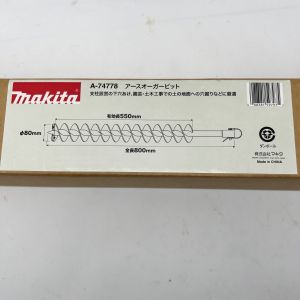 A-74778 アースオーガービット
支柱設置の下穴あけ、園芸・土木工事での土の地面への穴掘りなどに最適
makita
有効長550mm
φ80mm
全長800mm
ダンボール
株式会社マキタ
Made in CHINA